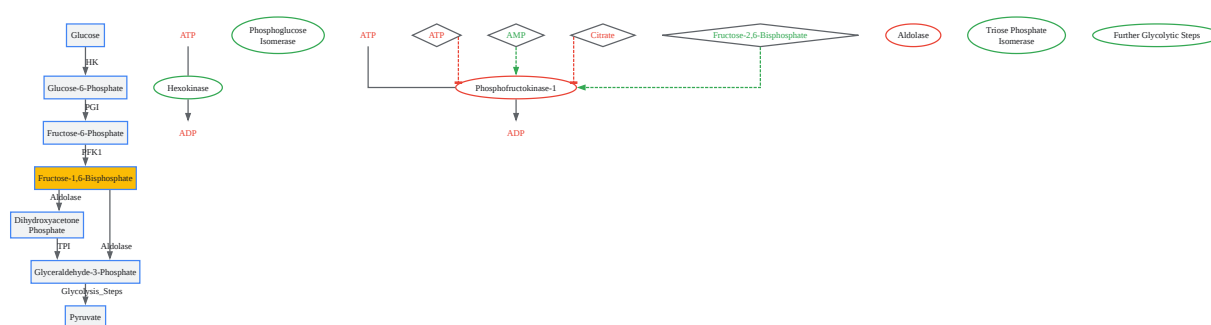 Glucose
ATP
Phosphoglucose
Isomerase
ATP
ATP
AMP
Citrate
Fructose-2,6-Bisphosphate
Aldolase
Triose Phosphate
Isomerase
Further Glycolytic Steps
HK
Glucose-6-Phosphate
Hexokinase
Phosphofructokinase-1
PGI
Fructose-6-Phosphate
ADP
ADP
PFK1
Fructose-1,6-Bisphosphate
Aldolase
Dihydroxyacetone
Phosphate
TPI
Aldolase
Glyceraldehyde-3-Phosphate
Glycolysis_Steps
Pyruvate